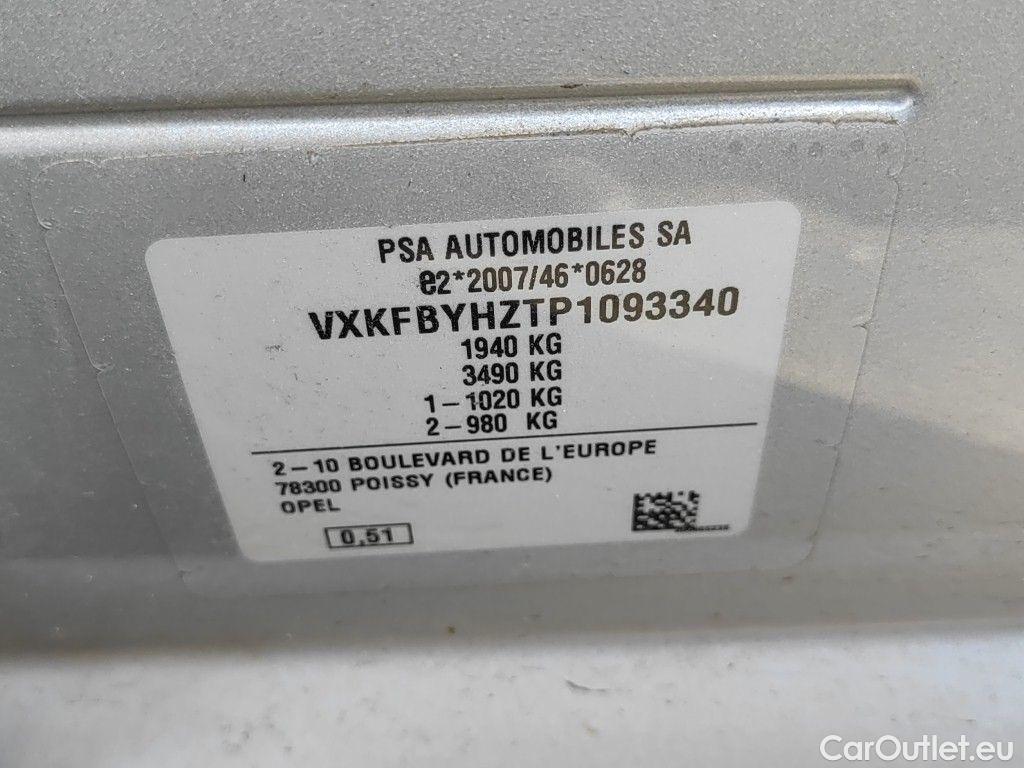 PSA AUTOMOBILES SA
e2*2007/46*0628
VXKFBYHZTP1093340
1940 KG
3490 KG
1-1020 KG
2-980 KG
2-10 BOULEVARD DE L'EUROPE
78300 POISSY (FRANCE)
OPEL
0,51
CarOutlet.eu